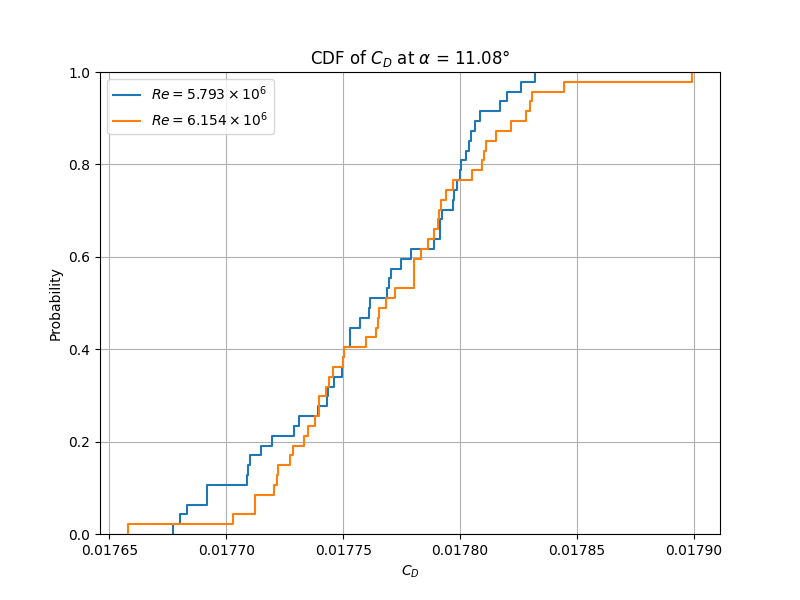 CDF of $C_D$ at $\alpha$ = 11.08°
$Re = 5.793 \times 10^6$
$Re = 6.154 \times 10^6$
Probability
1.0
0.8
0.6
0.4
0.2
0.0
0.01765 0.01770 0.01775 0.01780 0.01785 0.01790
$C_D$